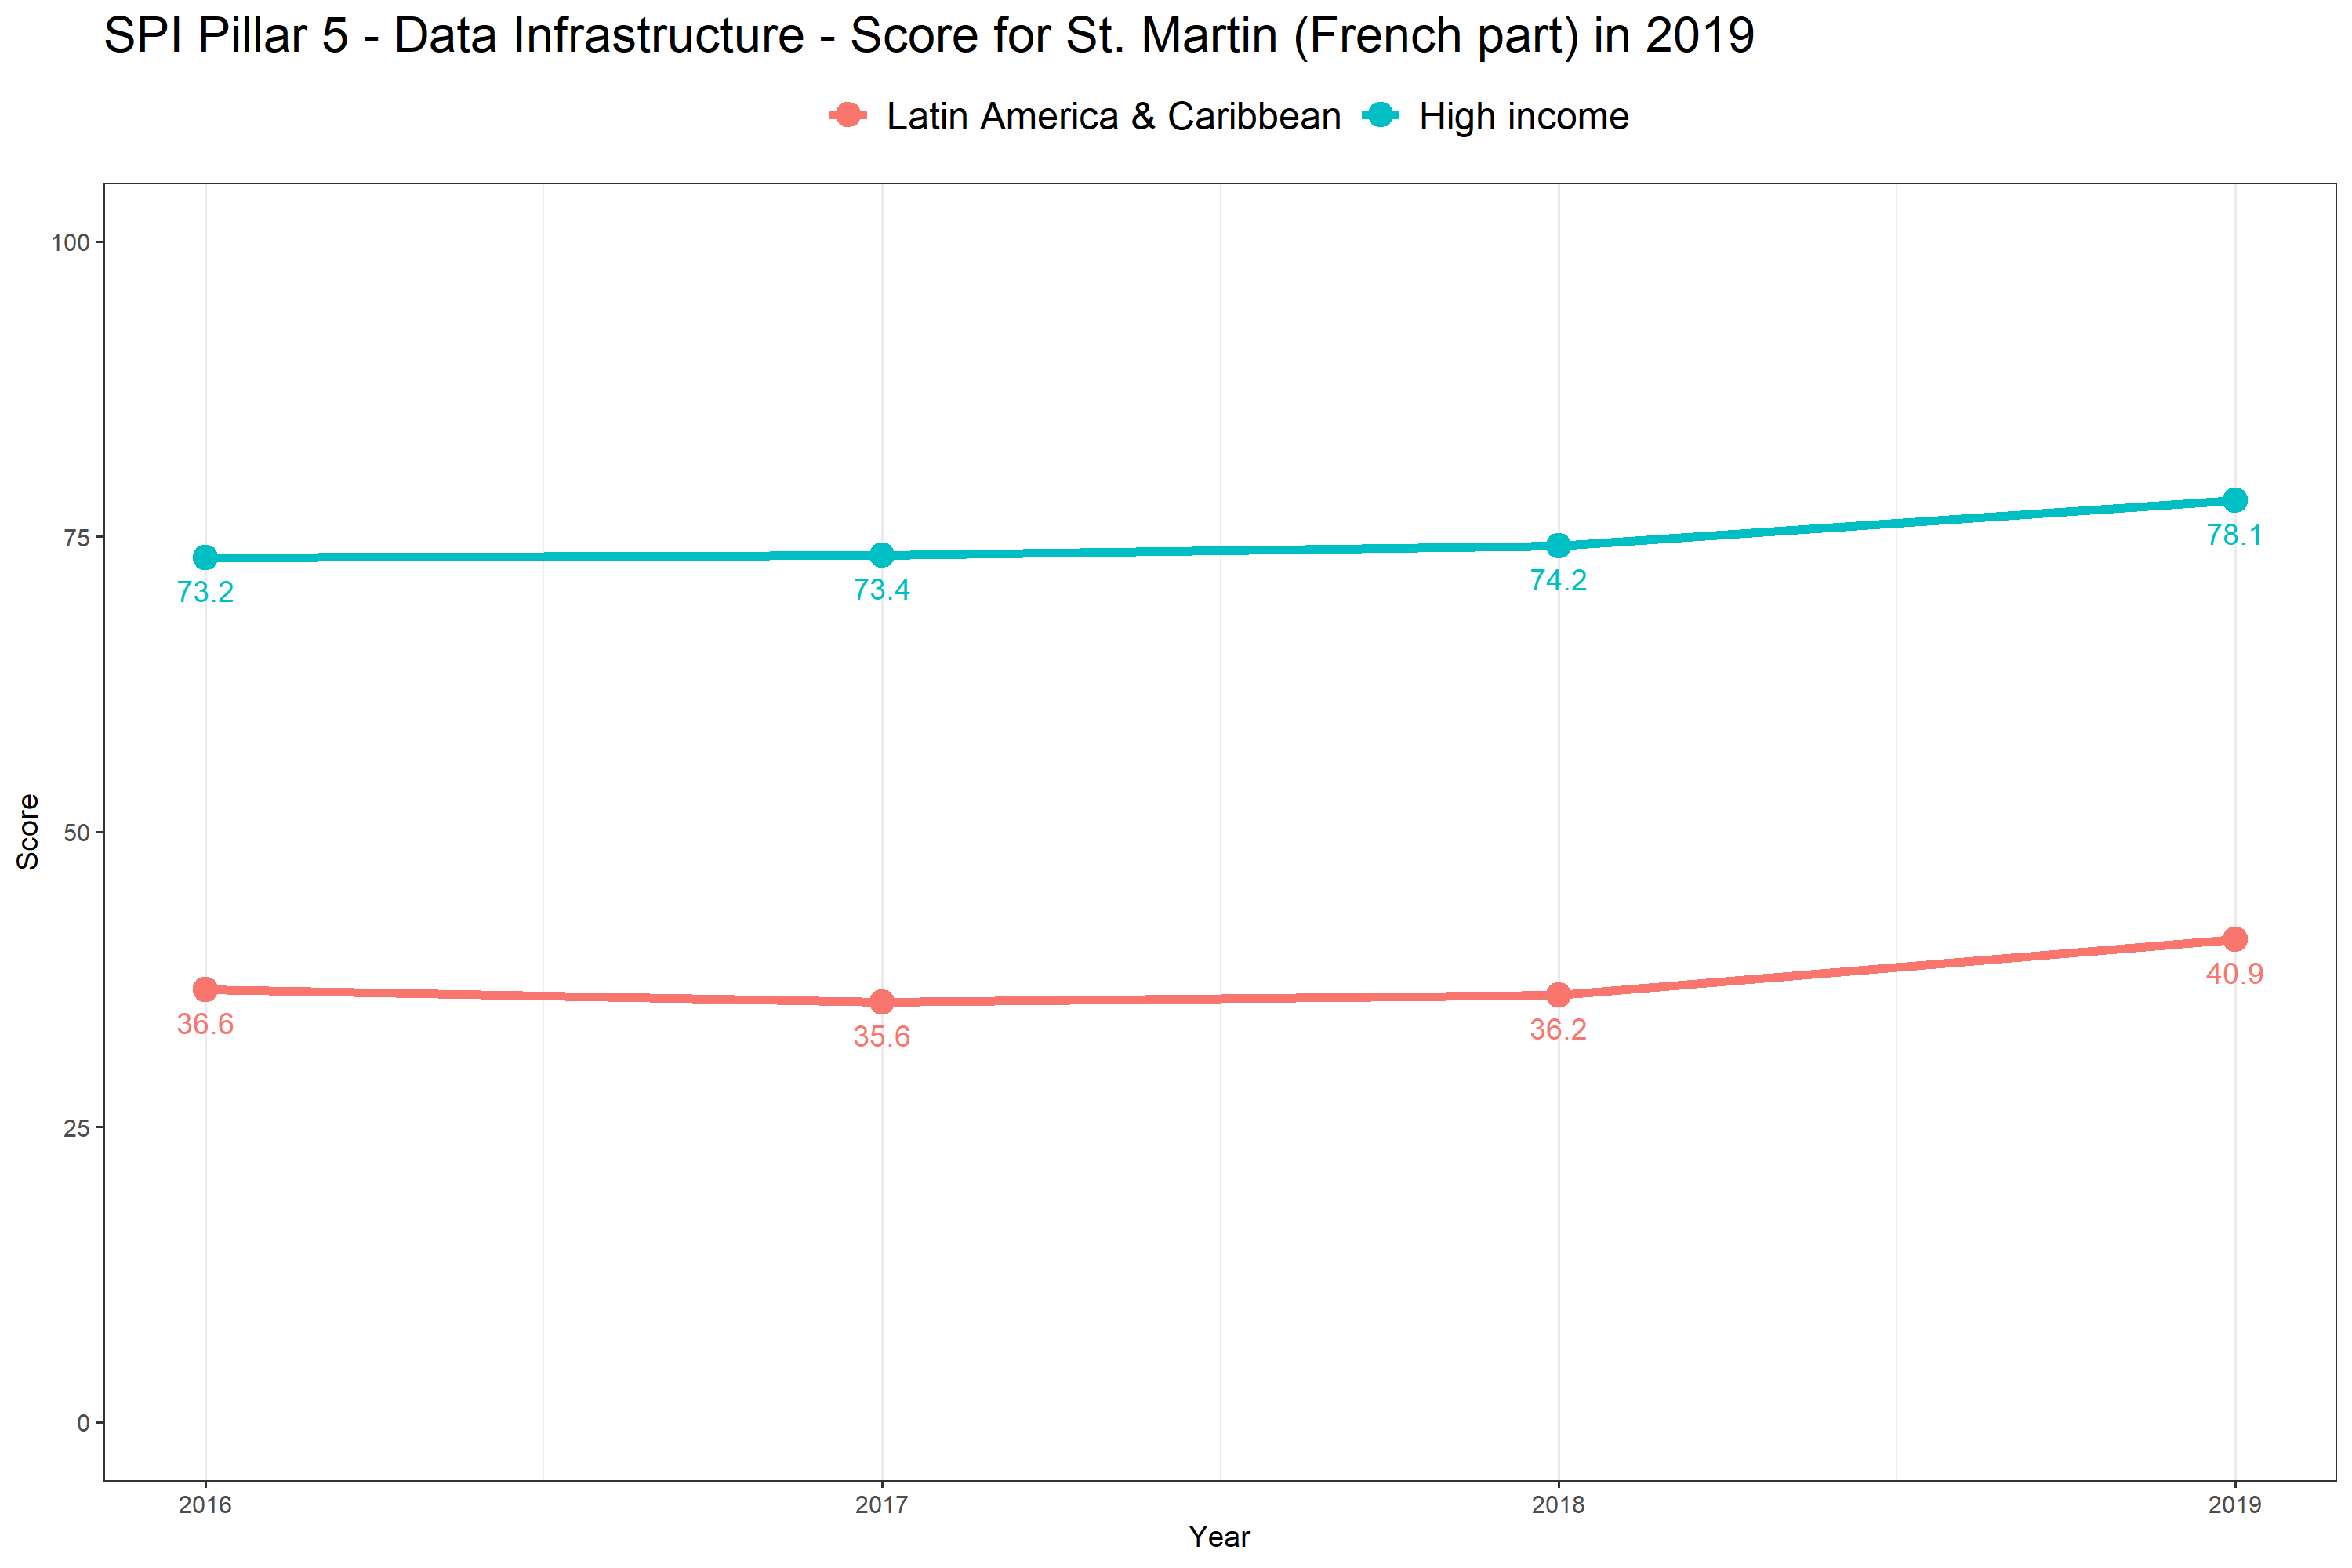 SPI Pillar 5 - Data Infrastructure - Score for St. Martin (French part) in 2019
Latin America & Caribbean High income
100
75
50
25
0
Score
73.2
73.4
74.2
78.1
36.6
35.6
36.2
40.9
2016 2017 2018 2019
Year